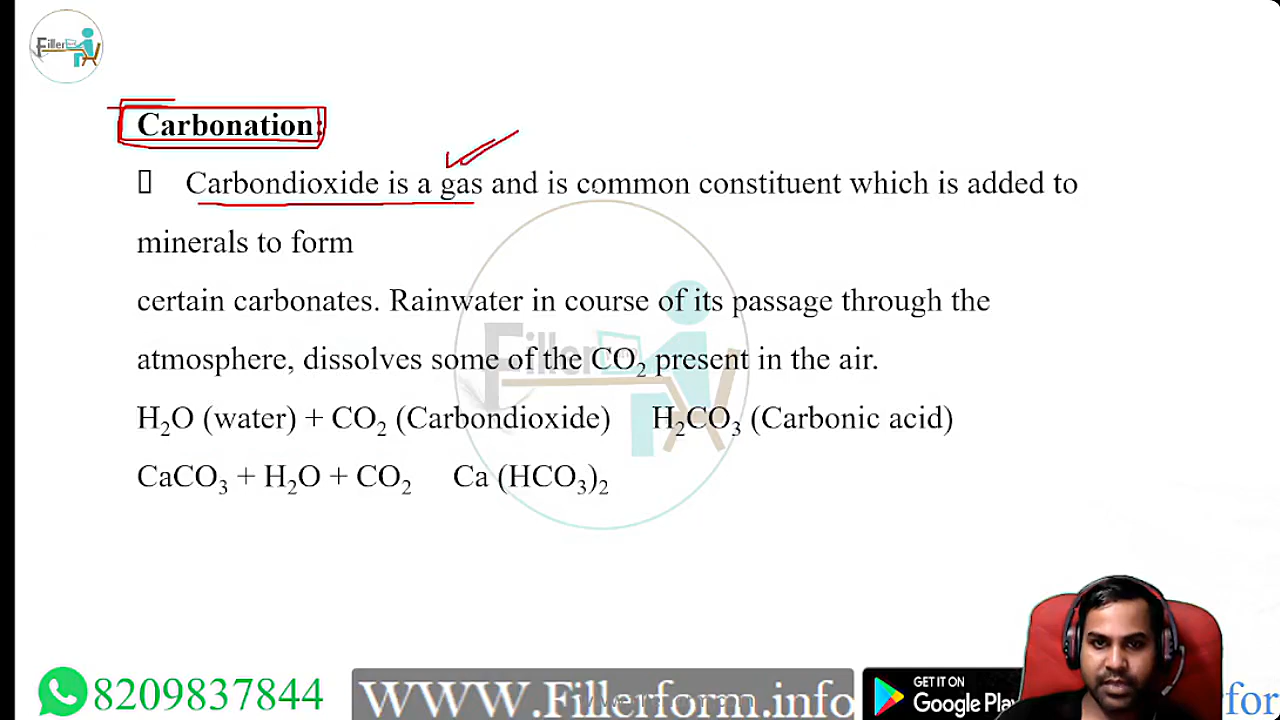 Filler
Carbonation:
Carbondioxide is a gas and is common constituent which is added to
minerals to form
certain carbonates. Rainwater in course of its passage through the
atmosphere, dissolves some of the CO₂ present in the air.
H₂O (water) + CO₂ (Carbondioxide) H₂CO₃ (Carbonic acid)
CaCO₃ + H₂O + CO₂ Ca (HCO₃)₂
Filler
8209837844
WWW.Fillerform.info
GET IT ON
Google Play
for